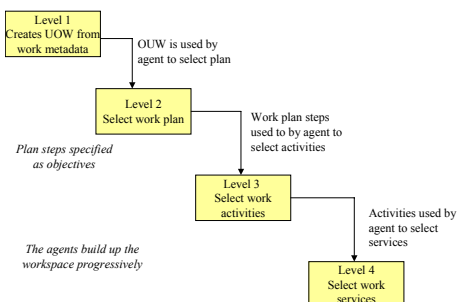 Level 1
Creates UOW from
work metadata
OUW is used by
agent to select plan
Level 2
Select work plan
Work plan steps
used to by agent to
select activities
Plan steps specified
as objectives
Level 3
Select work
activities
Activities used by
agent to select
services
The agents build up the
workspace progressively
Level 4
Select work
services